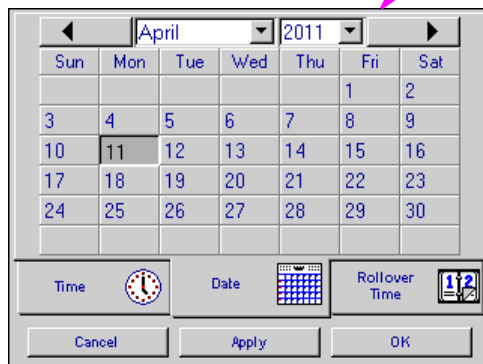 April 2011
Sun Mon Tue Wed Thu Fri Sat
1 2
3 4 5 6 7 8 9
10 11 12 13 14 15 16
17 18 19 20 21 22 23
24 25 26 27 28 29 30
Time Date Rollover Time 1 2
Cancel Apply OK